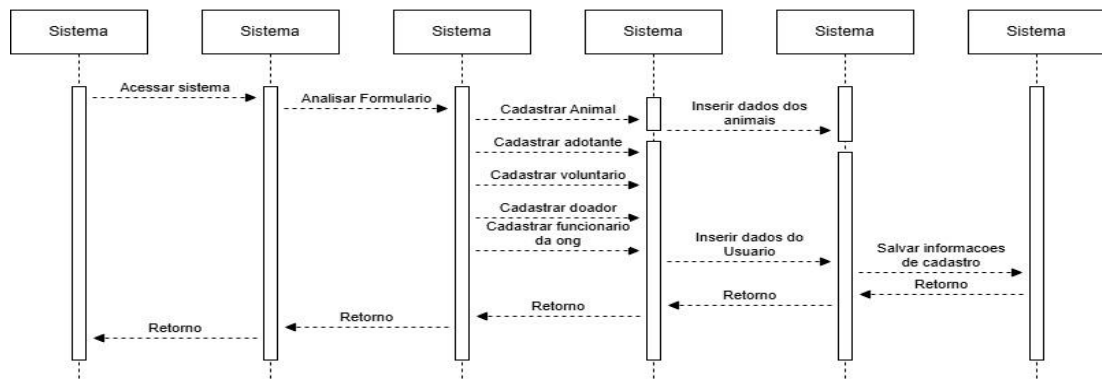 Sistema
Sistema
Sistema
Sistema
Sistema
Sistema
Acessar sistema
Analisar Formulario
Cadastrar Animal
Inserir dados dos
animais
Cadastrar adotante
Cadastrar voluntario
Cadastrar doador
Cadastrar funcionário
da ong
Inserir dados do
Usuario
Salvar informacoes
de cadastro
Retorno
Retorno
Retorno
Retorno
Retorno